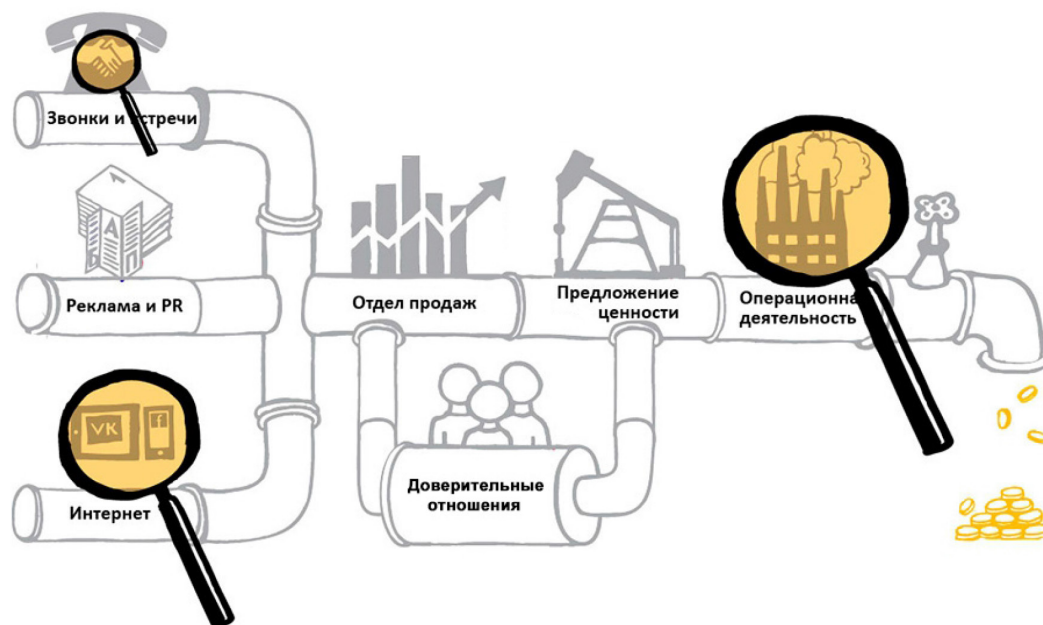 Звонки и встречи
А
Б
П
Реклама и PR
Отдел продаж
Предложение
ценности
Операционна
деятельность
VK
f
Интернет
Доверительные
отношения